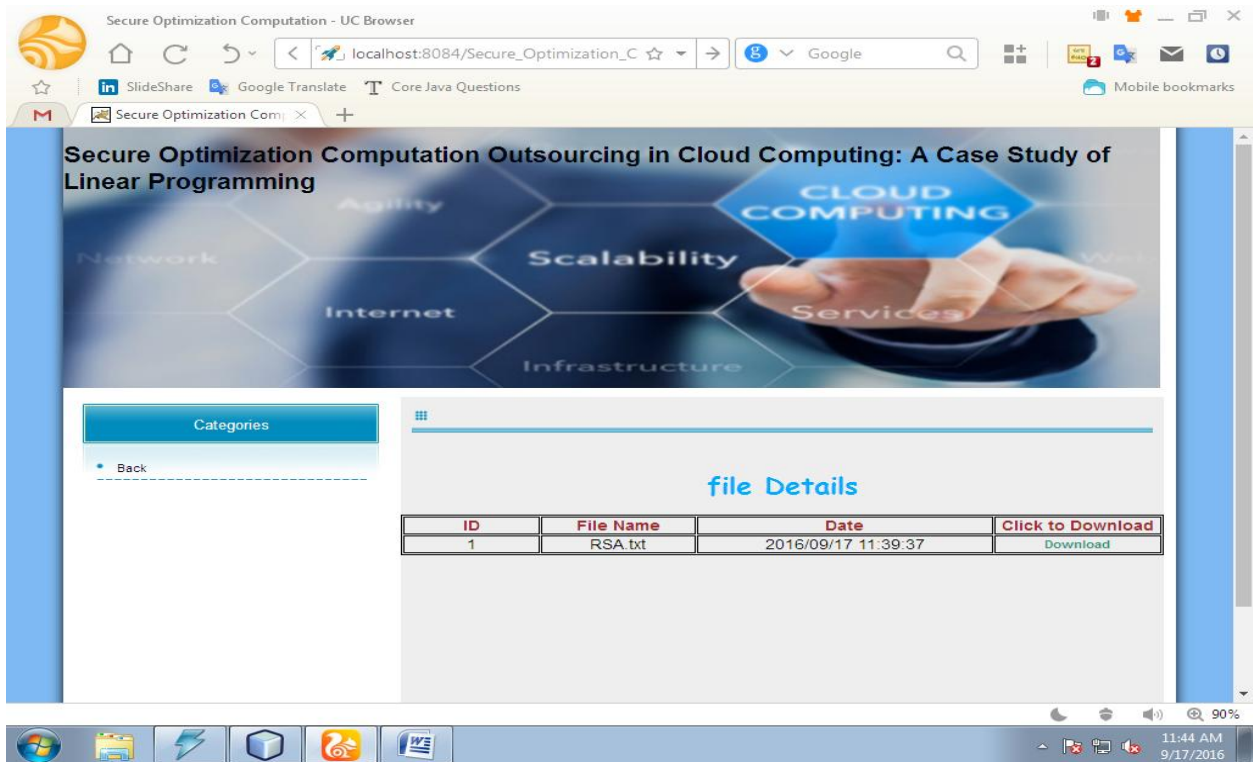 Secure Optimization Computation - UC Browser
localhost:8084/Secure_Optimization_C
Google
SlideShare
Google Translate
Core Java Questions
Mobile bookmarks
Secure Optimization Com
Secure Optimization Computation Outsourcing in Cloud Computing: A Case Study of
Linear Programming
CLOUD
COMPUTING
Agility
Network
Scalability
Internet
Services
Infrastructure
Categories
Back
file Details
ID File Name Date Click to Download
1 RSA.txt 2016/09/17 11:39:37 Download
90%
11:44 AM
9/17/2016